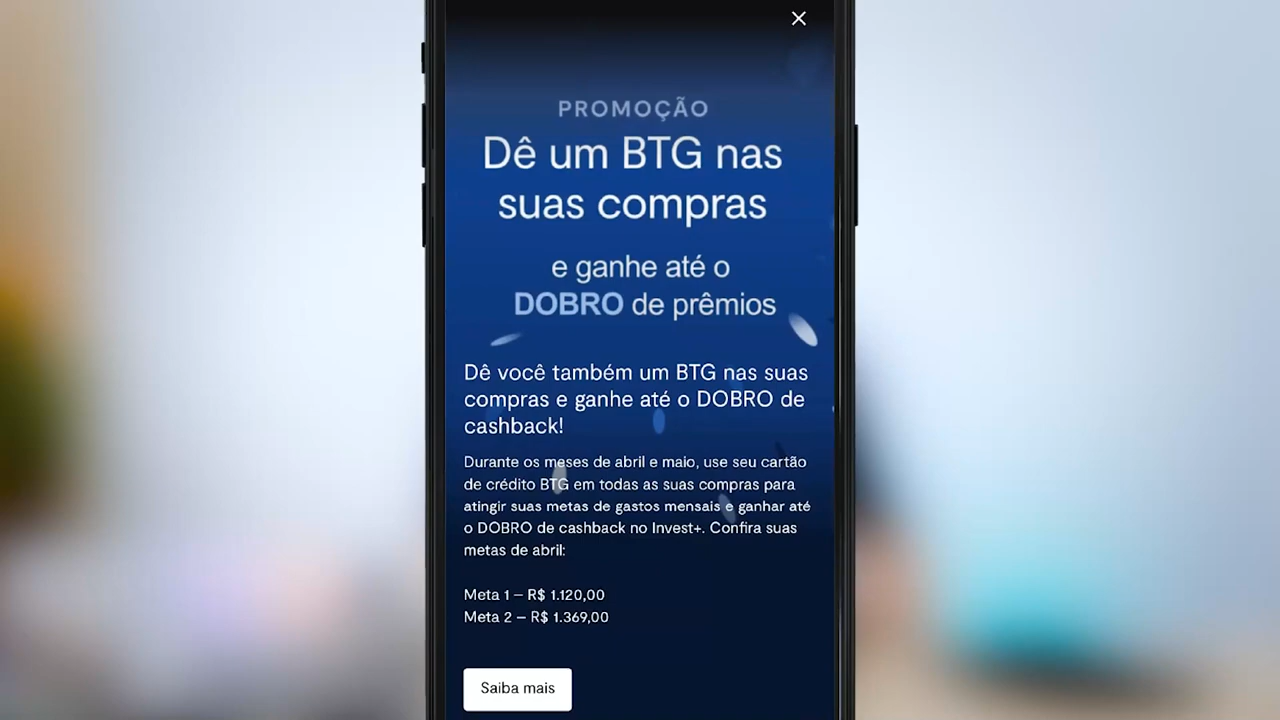 PROMOÇÃO
Dê um BTG nas
suas compras
e ganhe até o
DOBRO de prêmios
Dê você também um BTG nas suas
compras e ganhe até o DOBRO de
cashback!
Durante os meses de abril e maio, use seu cartão
de crédito BTG em todas as suas compras para
atingir suas metas de gastos mensais e ganhar até
o DOBRO de cashback no Invest+. Confira suas
metas de abril:
Meta 1 – R$ 1.120,00
Meta 2 – R$ 1.369,00
Saiba mais